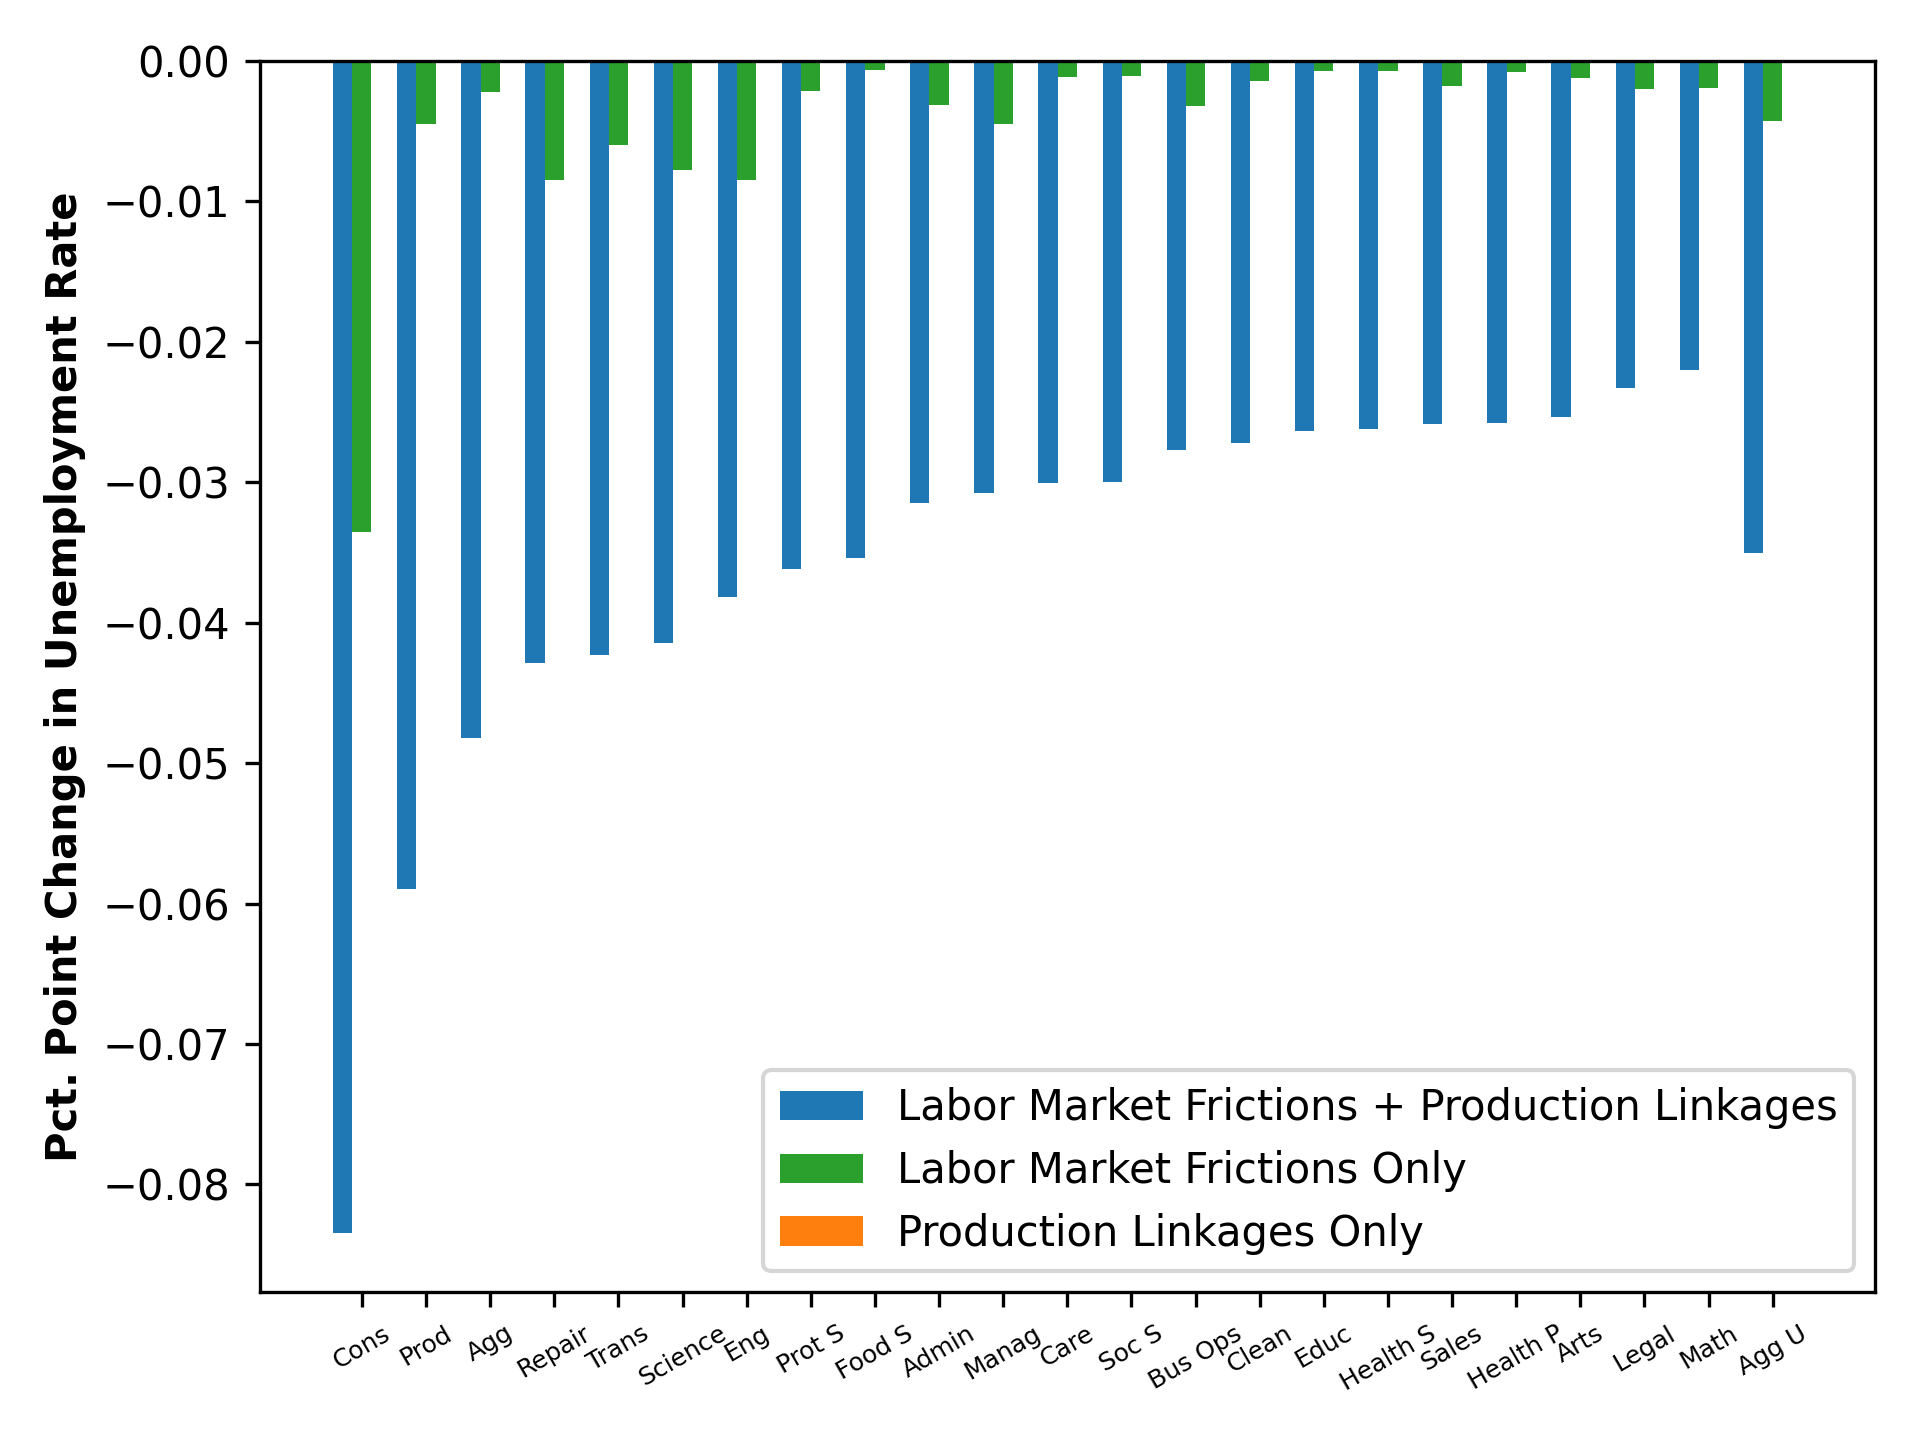 Pct. Point Change in Unemployment Rate
0.00
−0.01
−0.02
−0.03
−0.04
−0.05
−0.06
−0.07
−0.08
Labor Market Frictions + Production Linkages
Labor Market Frictions Only
Production Linkages Only
Cons
Prod
Agg
Repair
Trans
Science
Eng
Prot S
Food S
Admin
Manag
Care
Soc S
Bus Ops
Clean
Educ
Health S
Sales
Health P
Arts
Legal
Math
Agg U